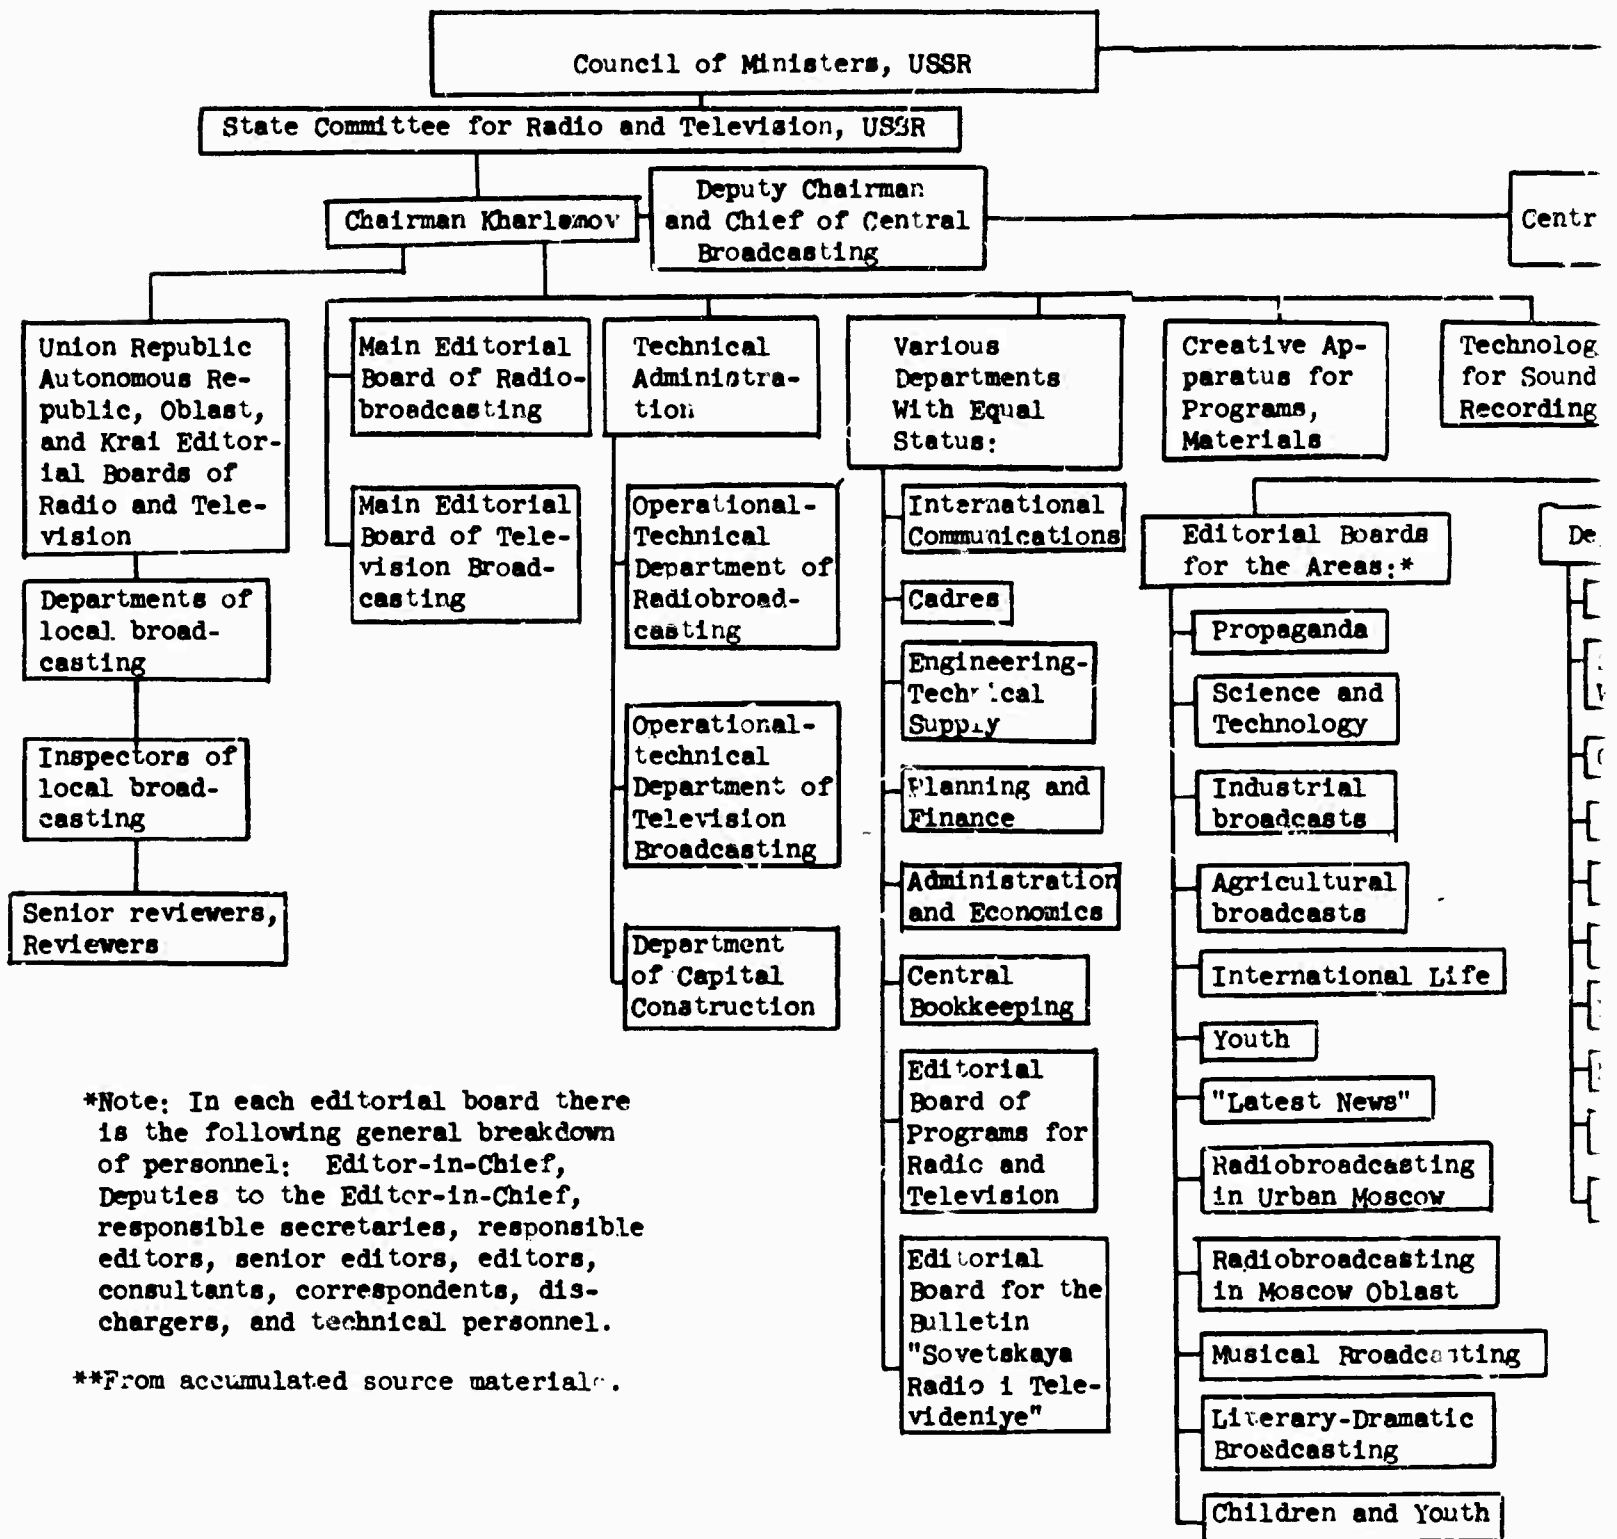 Council of Ministers, USSR
State Committee for Radio and Television, USSR
Deputy Chairman
and Chief of Central
Broadcasting
Chairman Kharlamov
Centr
Union Republic
Autonomous Re-
public, Oblast,
and Krai Editor-
ial Boards of
Radio and Tele-
vision
Departments of
local broad-
casting
Inspectors of
local broad-
casting
Senior reviewers,
Reviewers
Main Editorial
Board of Radio-
broadcasting
Main Editorial
Board of Tele-
vision Broad-
casting
Technical
Administra-
tion
Operational-
Technical
Department of
Radiobroad-
casting
Operational-
technical
Department of
Television
Broadcasting
Department
of Capital
Construction
Various
Departments
With Equal
Status:
International
Communications
Cadres
Engineering-
Technical
Supply
Planning and
Finance
Administration
and Economics
Central
Bookkeeping
Editorial
Board of
Programs for
Radio and
Television
Editorial
Board for the
Bulletin
"Sovetskaya
Radio i Tele-
videniye"
Creative Ap-
paratus for
Programs,
Materials
Technolog
for Sound
Recording
Editorial Boards
for the Areas:*
Propaganda
Science and
Technology
Industrial
broadcasts
Agricultural
broadcasts
International Life
Youth
"Latest News"
Radiobroadcasting
in Urban Moscow
Radiobroadcasting
in Moscow Oblast
Musical Broadcasting
Literary-Dramatic
Broadcasting
Children and Youth
De
*Note: In each editorial board there
is the following general breakdown
of personnel: Editor-in-Chief,
Deputies to the Editor-in-Chief,
responsible secretaries, responsible
editors, senior editors, editors,
consultants, correspondents, dis-
chargers, and technical personnel.
**From accumulated source materials.